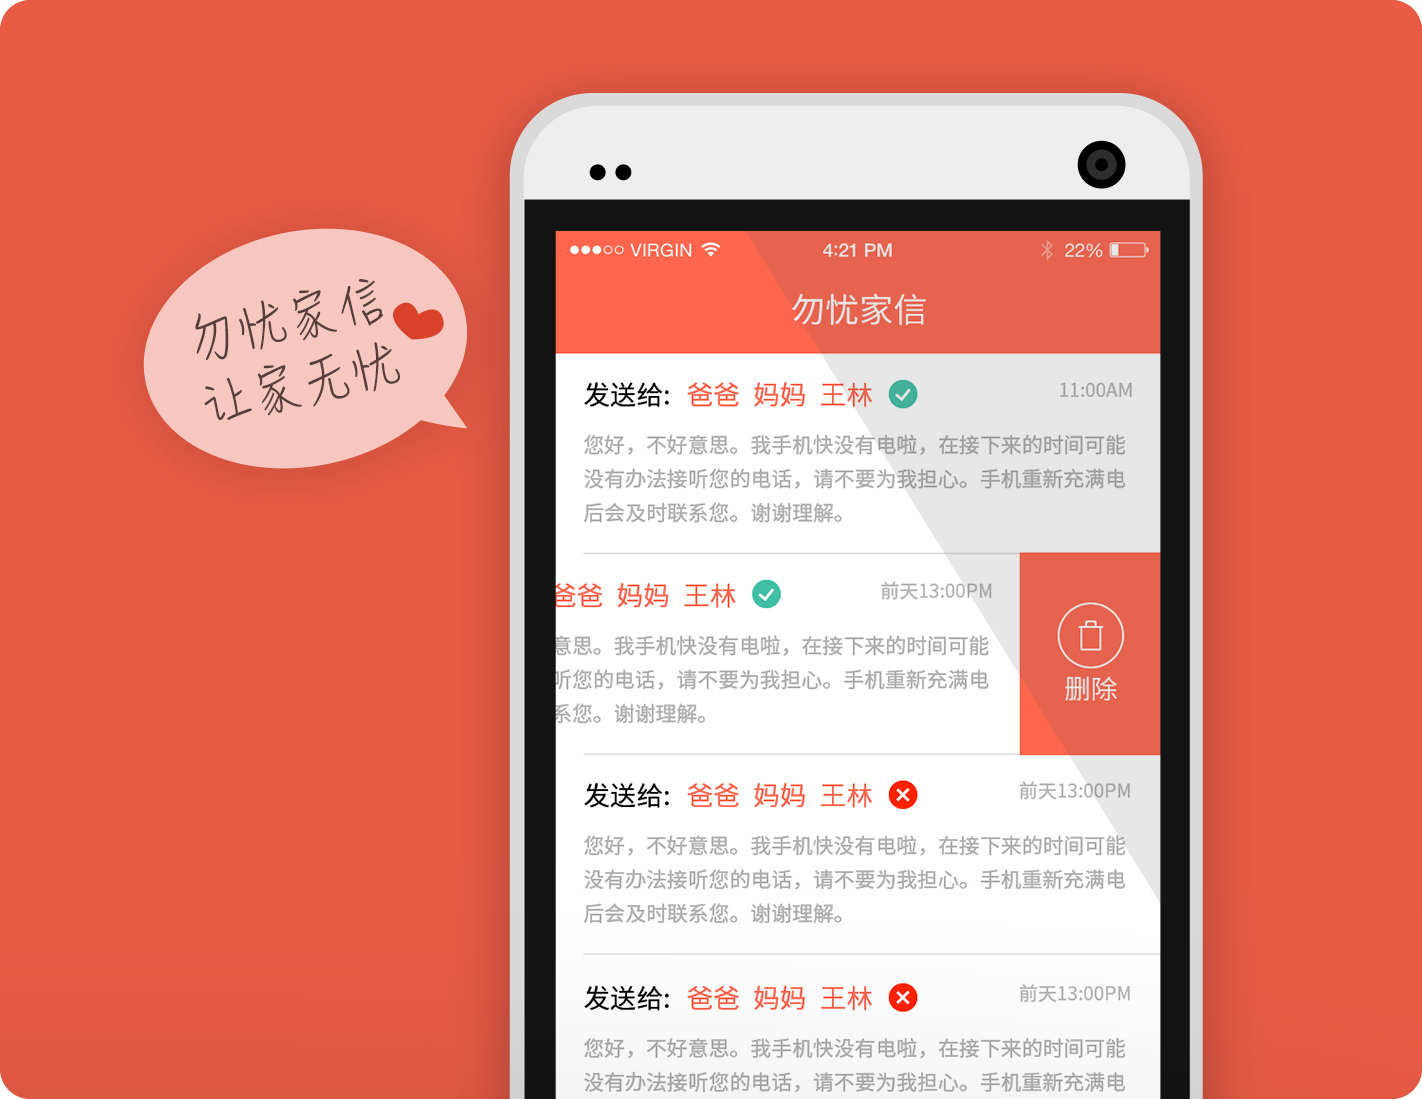 勿忧家信
让家无忧
VIRGIN 4:21 PM 22%
勿忧家信
发送给: 爸爸 妈妈 王林 11:00AM
您好，不好意思。我手机快没有电啦，在接下来的时间可能
没有办法接听您的电话，请不要为我担心。手机重新充满电
后会及时联系您。谢谢理解。
爸爸 妈妈 王林 前天13:00PM
意思。我手机快没有电啦，在接下来的时间可能
听您的电话，请不要为我担心。手机重新充满电
系您。谢谢理解。
删除
发送给: 爸爸 妈妈 王林 前天13:00PM
您好，不好意思。我手机快没有电啦，在接下来的时间可能
没有办法接听您的电话，请不要为我担心。手机重新充满电
后会及时联系您。谢谢理解。
发送给: 爸爸 妈妈 王林 前天13:00PM
您好，不好意思。我手机快没有电啦，在接下来的时间可能
没有办法接听您的电话，请不要为我担心。手机重新充满电